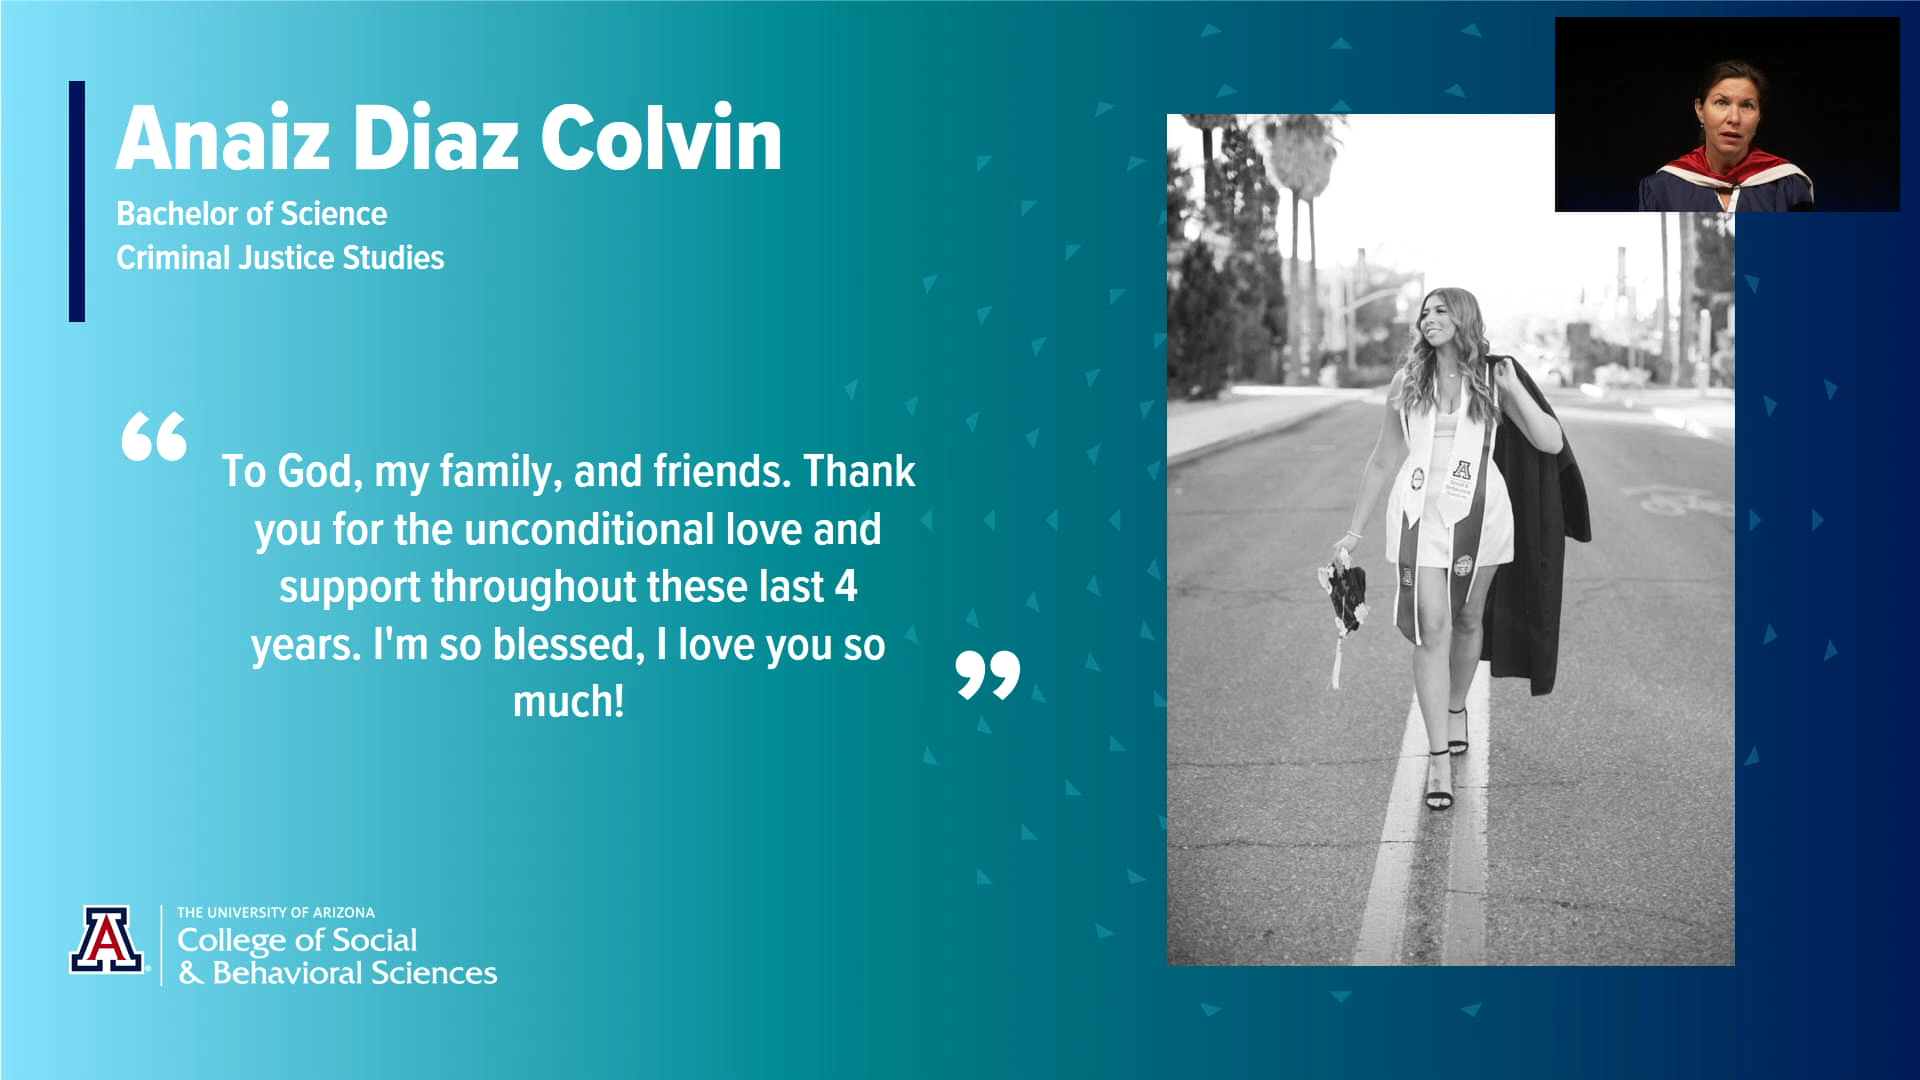 Anaiz Diaz Colvin
Bachelor of Science
Criminal Justice Studies
“
To God, my family, and friends. Thank
you for the unconditional love and
support throughout these last 4
years. I'm so blessed, I love you so
much!
”
A
THE UNIVERSITY OF ARIZONA
College of Social
& Behavioral Sciences